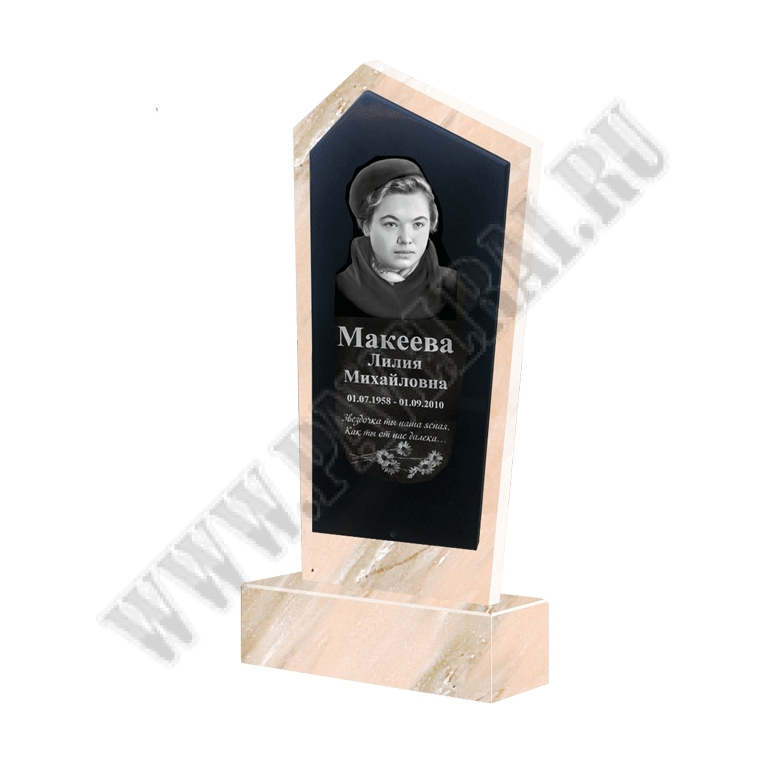 Макеева
Лилия
Михайловна
01.07.1958 - 01.09.2010
Звездочка ты наша ясная,
Как ты от нас далека...